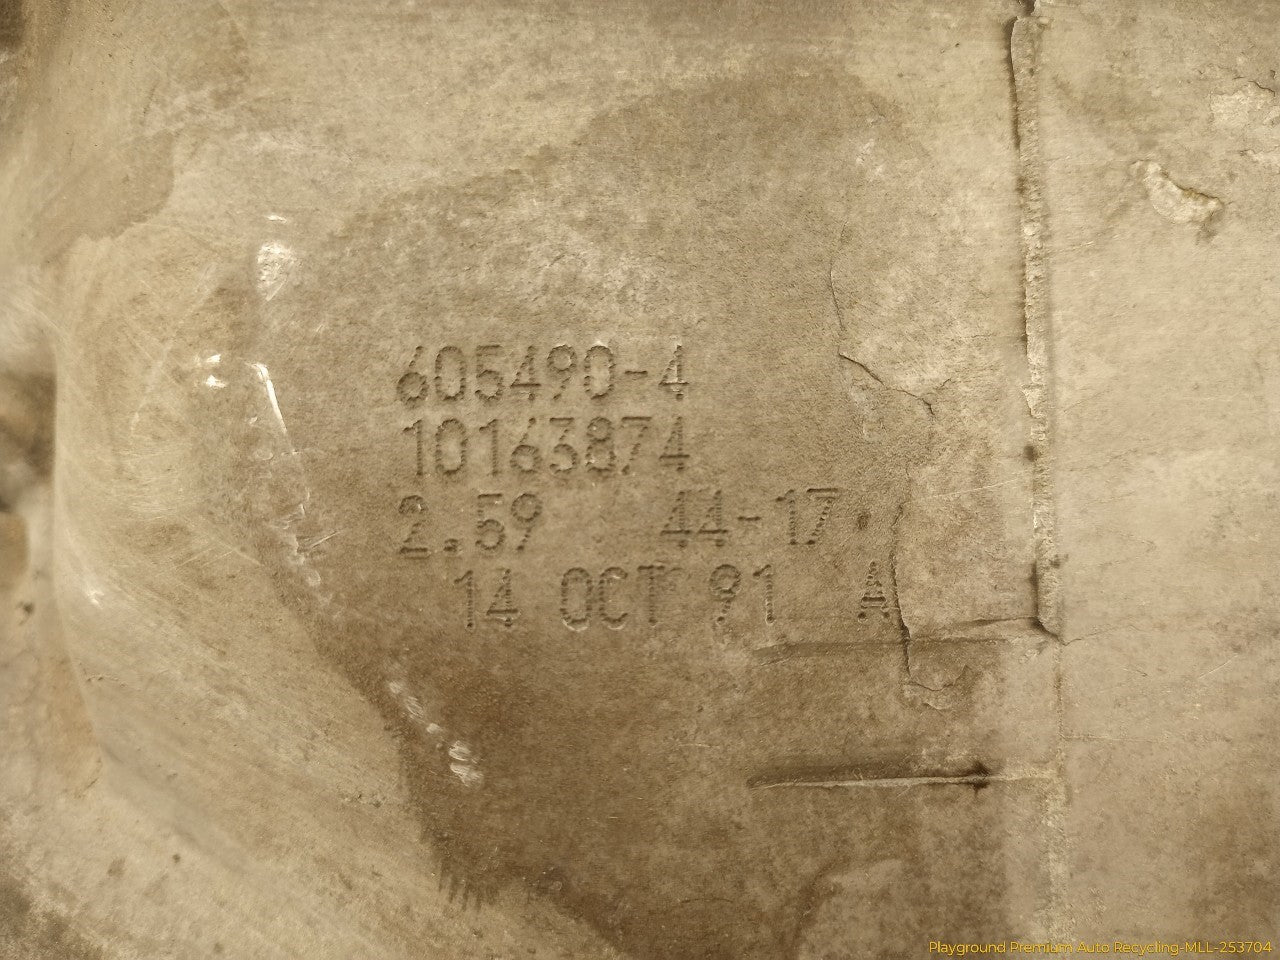 605490-4
10163874
2.59 44-17
14 OCT 91 A
Playground Premium Auto Recycling-MLL-253704